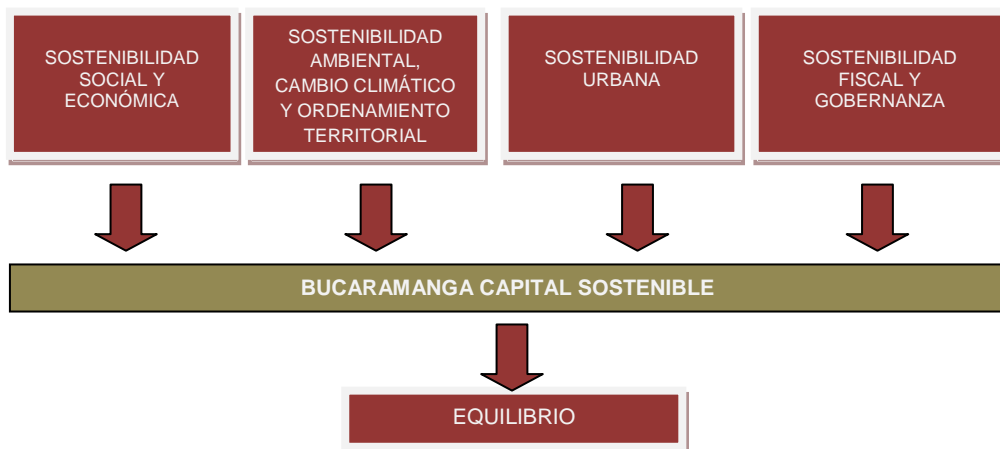 SOSTENIBILIDAD
SOCIAL Y
ECONÓMICA
SOSTENIBILIDAD
AMBIENTAL,
CAMBIO CLIMÁTICO
Y ORDENAMIENTO
TERRITORIAL
SOSTENIBILIDAD
URBANA
SOSTENIBILIDAD
FISCAL Y
GOBERNANZA
BUCARAMANGA CAPITAL SOSTENIBLE
EQUILIBRIO